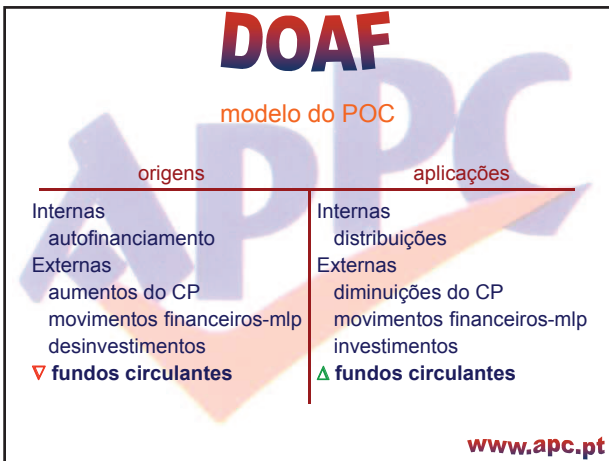 DOAF
modelo do POC
origens
aplicações
Internas
autofinanciamento
Externas
aumentos do CP
movimentos financeiros-mlp
desinvestimentos
∇ fundos circulantes
Internas
distribuições
Externas
diminuições do CP
movimentos financeiros-mlp
investimentos
Δ fundos circulantes
APPC
www.apc.pt